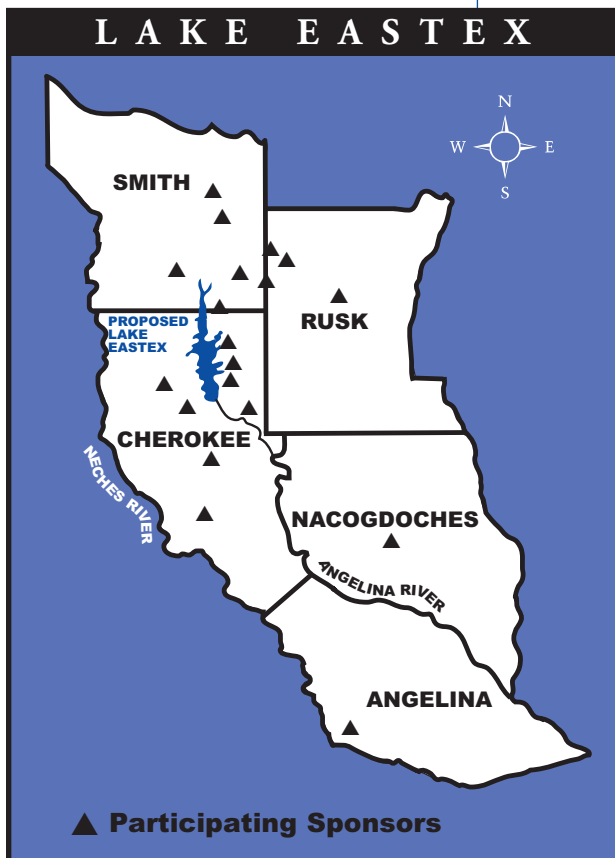 LAKE EASTEX
N
W E
S
SMITH
RUSK
PROPOSED
LAKE
EASTEX
CHEROKEE
NECHES RIVER
NACOGDOCHES
ANGELINA RIVER
ANGELINA
Participating Sponsors